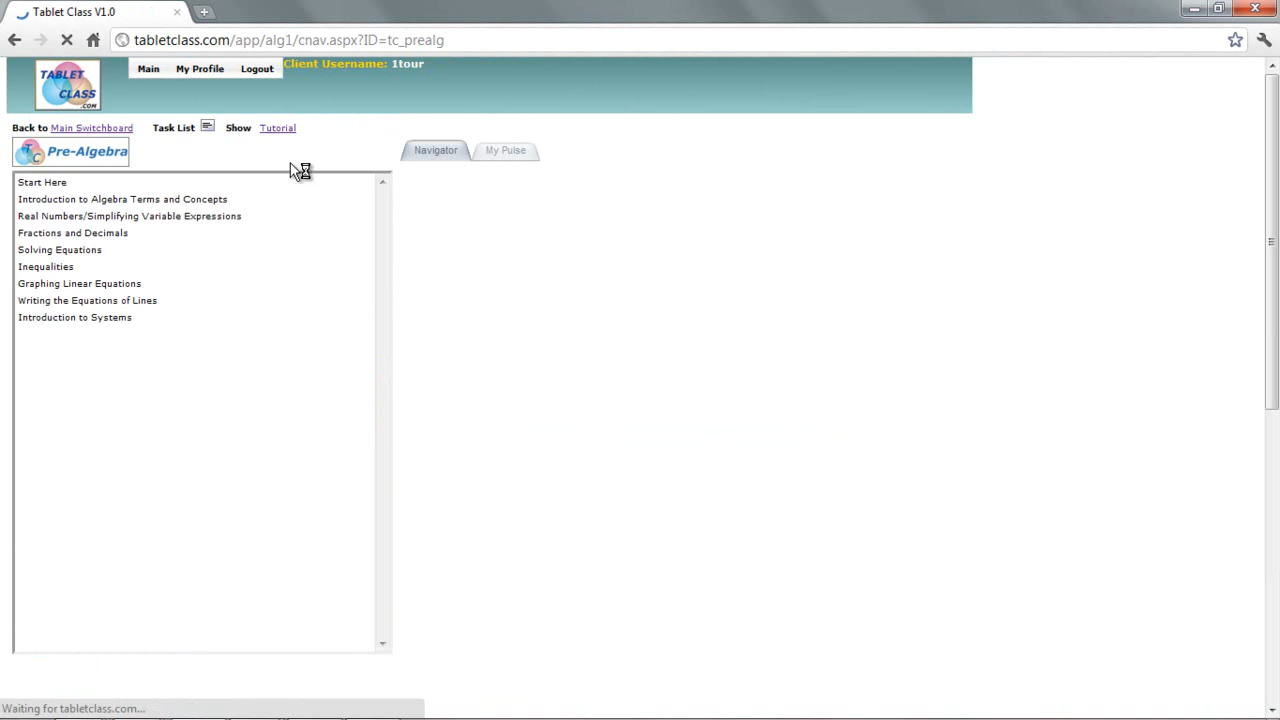 Tablet Class V1.0
tabletclass.com/app/alg1/cnav.aspx?ID=tc_prealg
TABLET CLASS .COM
Main My Profile Logout Client Username: 1tour
Back to Main Switchboard Task List Show Tutorial
TC Pre-Algebra
Navigator My Pulse
Start Here
Introduction to Algebra Terms and Concepts
Real Numbers/Simplifying Variable Expressions
Fractions and Decimals
Solving Equations
Inequalities
Graphing Linear Equations
Writing the Equations of Lines
Introduction to Systems
Waiting for tabletclass.com...